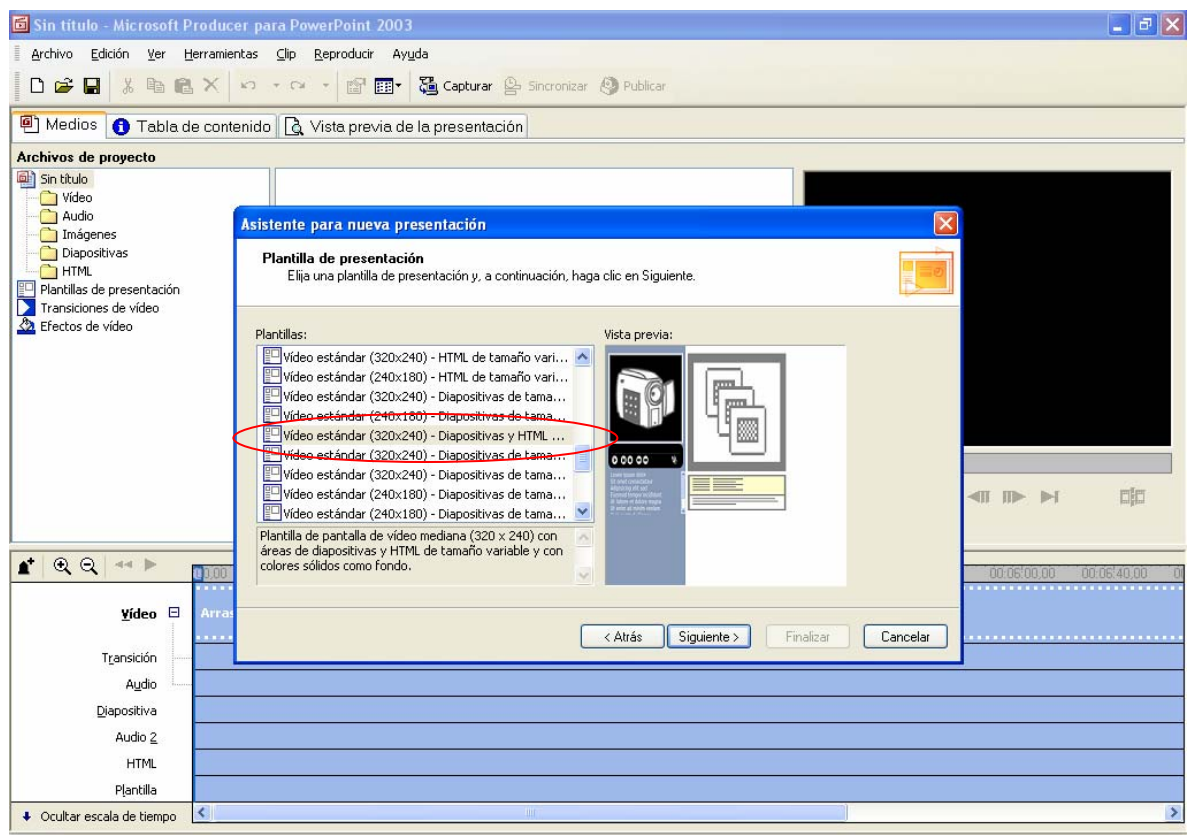 Sin título - Microsoft Producer para PowerPoint 2003
Archivo Edición Ver Herramientas Clip Reproducir Ayuda
Capturar Sincronizar Publicar
Medios Tabla de contenido Vista previa de la presentación
Archivos de proyecto
Sin título
Vídeo
Audio
Imágenes
Diapositivas
HTML
Plantillas de presentación
Transiciones de vídeo
Efectos de vídeo
Asistente para nueva presentación
Plantilla de presentación
Elija una plantilla de presentación y, a continuación, haga clic en Siguiente.
Plantillas:
Vídeo estándar (320x240) - HTML de tamaño vari...
Vídeo estándar (240x180) - HTML de tamaño vari...
Vídeo estándar (320x240) - Diapositivas de tama...
Vídeo estándar (240x180) - Diapositivas de tama...
Vídeo estándar (320x240) - Diapositivas y HTML ...
Vídeo estándar (320x240) - Diapositivas de tama...
Vídeo estándar (320x240) - Diapositivas de tama...
Vídeo estándar (240x180) - Diapositivas de tama...
Vídeo estándar (240x180) - Diapositivas de tama...
Plantilla de pantalla de vídeo mediana (320 x 240) con
áreas de diapositivas y HTML de tamaño variable y con
colores sólidos como fondo.
Vista previa:
0 00 00
< Atrás Siguiente > Finalizar Cancelar
00:06:00,00 00:06:40,00
Vídeo
Arras
Transición
Audio
Diapositiva
Audio 2
HTML
Plantilla
Ocultar escala de tiempo